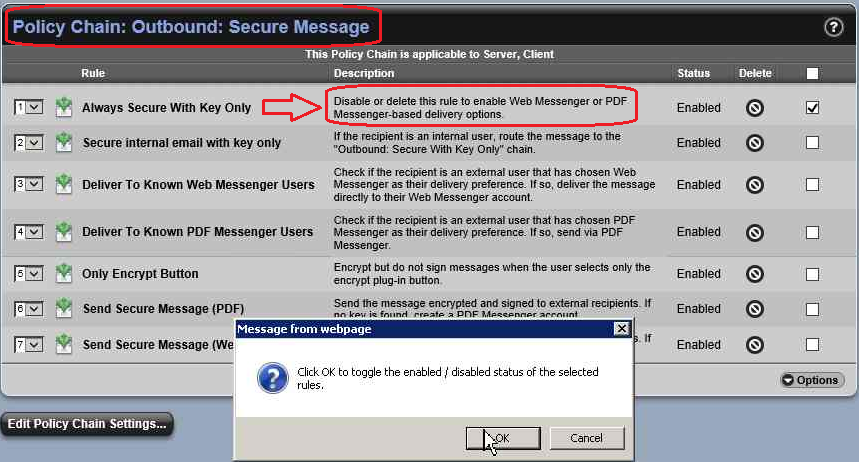 Policy Chain: Outbound: Secure Message
?
This Policy Chain is applicable to Server, Client
Rule Description Status Delete
1 Always Secure With Key Only Disable or delete this rule to enable Web Messenger or PDF Enabled
Messenger-based delivery options.
2 Secure internal email with key only If the recipient is an internal user, route the message to the Enabled
"Outbound: Secure With Key Only" chain.
3 Deliver To Known Web Messenger Users Check if the recipient is an external user that has chosen Web Enabled
Messenger as their delivery preference. If so, deliver the message
directly to their Web Messenger account.
4 Deliver To Known PDF Messenger Users Check if the recipient is an external user that has chosen PDF Enabled
Messenger as their delivery preference. If so, send via PDF
Messenger.
5 Only Encrypt Button Encrypt but do not sign messages when the user selects only the Enabled
encrypt plug-in button.
6 Send Secure Message (PDF) Send the message encrypted and signed to external recipients. If Enabled
no key is found, create a PDF Messenger account.
7 Send Secure Message (We s. If Enabled
Message from webpage
Click OK to toggle the enabled / disabled status of the selected
rules.
OK Cancel
Options
Edit Policy Chain Settings...